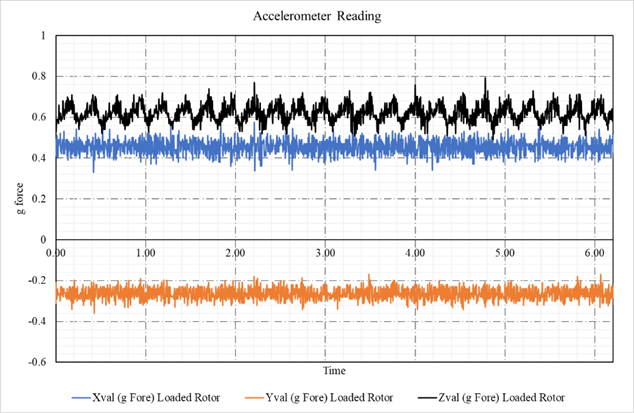 Accelerometer Reading
1
0.8
0.6
0.4
0.2
0
0.00 1.00 2.00 3.00 4.00 5.00 6.00
-0.2
-0.4
-0.6
g force
Time
Xval (g Fore) Loaded Rotor Yval (g Fore) Loaded Rotor Zval (g Fore) Loaded Rotor